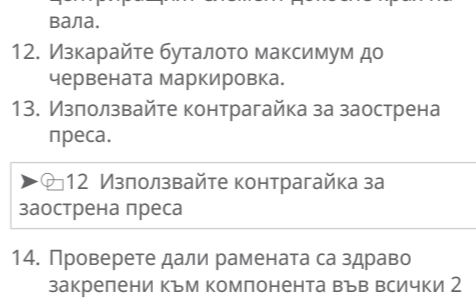 центриращият елемент докосне края на
вала.
12. Изкарайте буталото максимум до
червената маркировка.
13. Използвайте контрагайка за заострена
преса.
➤ 12 Използвайте контрагайка за
заострена преса
14. Проверете дали рамената са здраво
закрепени към компонента във всички 2